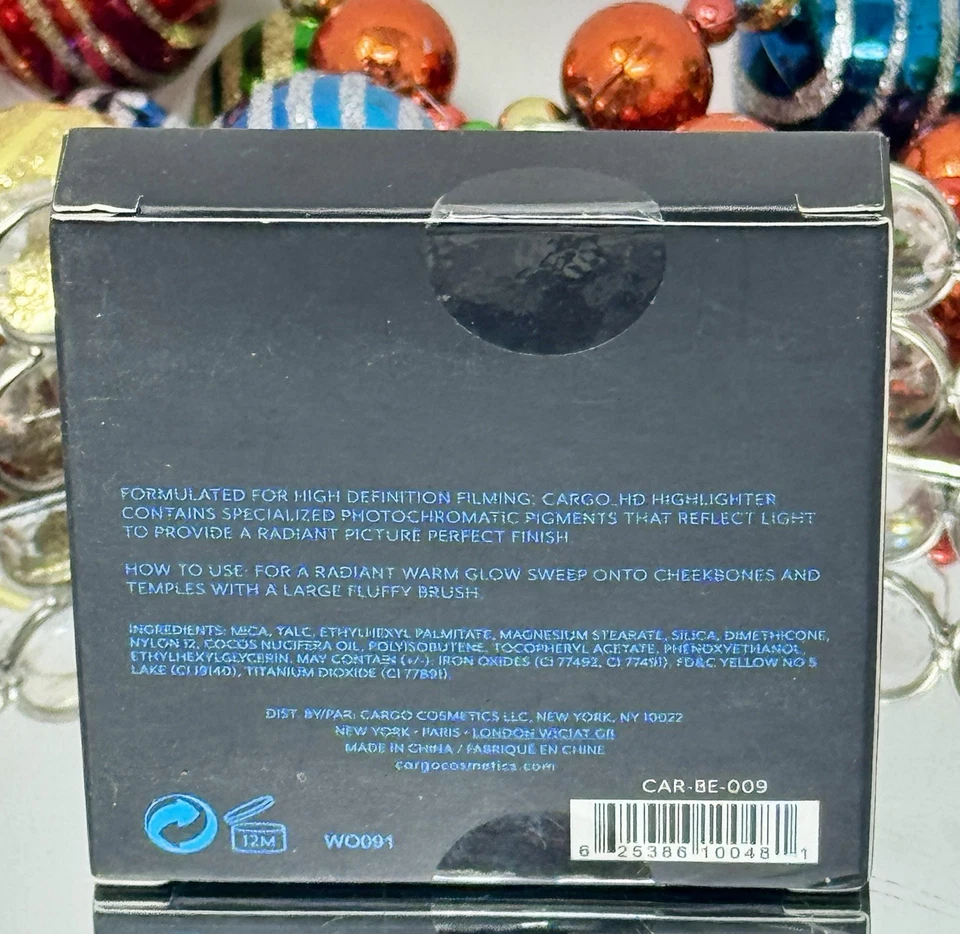 FORMULATED FOR HIGH DEFINITION FILMING, CARGO_HD HIGHLIGHTER
CONTAINS SPECIALIZED PHOTOCHROMATIC PIGMENTS THAT REFLECT LIGHT
TO PROVIDE A RADIANT PICTURE PERFECT FINISH.
HOW TO USE: FOR A RADIANT WARM GLOW SWEEP ONTO CHEEKBONES AND
TEMPLES WITH A LARGE FLUFFY BRUSH.
INGREDIENTS: MICA, TALC, ETHYLHEXYL PALMITATE, MAGNESIUM STEARATE, SILICA, DIMETHICONE,
NYLON 12, COCOS NUCIFERA OIL, POLYISOBUTENE, TOCOPHERYL ACETATE, PHENOXYETHANOL,
ETHYLHEXYLGLYCERIN. MAY CONTAIN (+/-): IRON OXIDES (CI 77492, CI 77491), FD&C YELLOW NO 5
LAKE (CI 19140), TITANIUM DIOXIDE (CI 77891).
DIST. BY/PAR: CARGO COSMETICS LLC, NEW YORK, NY 10022
NEW YORK • PARIS • LONDON W1C1AT GB
MADE IN CHINA / FABRIQUÉ EN CHINE
cargocosmetics.com
CAR-BE-009
12M
WO091
6 25386 10048 1